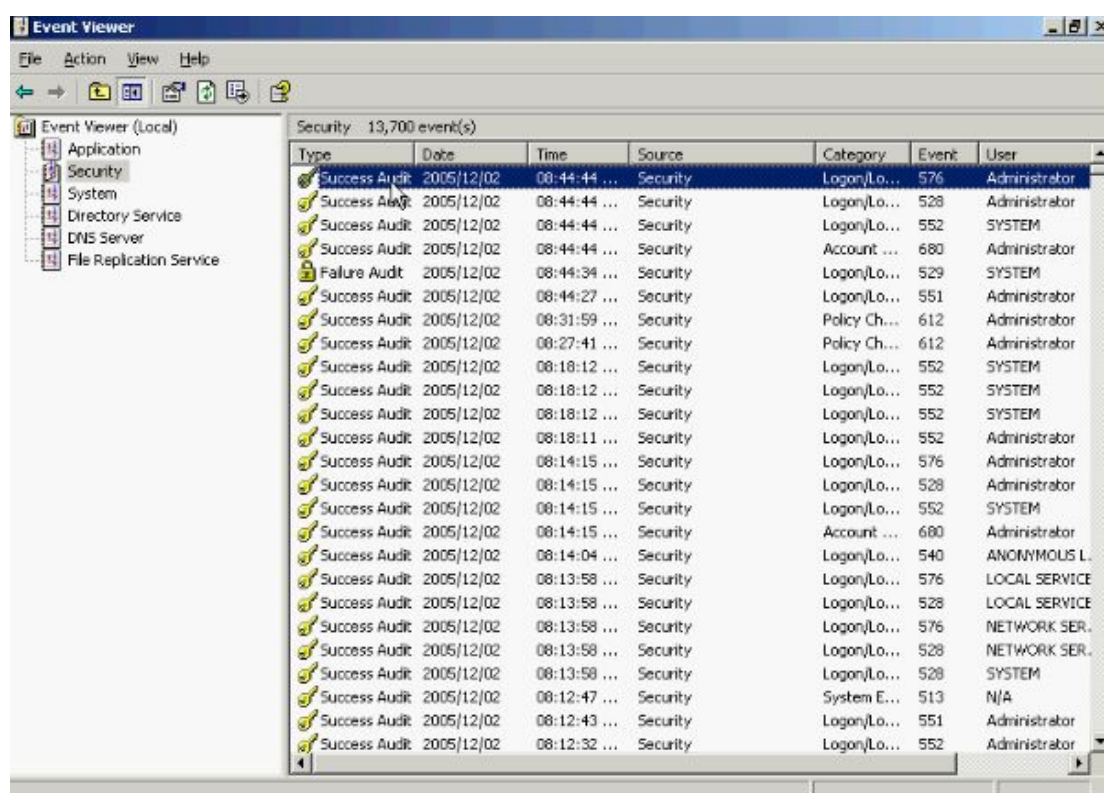 Event Viewer
File Action View Help
Event Viewer (Local)
Application
Security
System
Directory Service
DNS Server
File Replication Service
Security 13,700 event(s)
Type Date Time Source Category Event User
Success Audit 2005/12/02 08:44:44 ... Security Logon/Lo... 576 Administrator
Success Audit 2005/12/02 08:44:44 ... Security Logon/Lo... 528 Administrator
Success Audit 2005/12/02 08:44:44 ... Security Logon/Lo... 552 SYSTEM
Success Audit 2005/12/02 08:44:44 ... Security Account ... 680 Administrator
Failure Audit 2005/12/02 08:44:34 ... Security Logon/Lo... 529 SYSTEM
Success Audit 2005/12/02 08:44:27 ... Security Logon/Lo... 551 Administrator
Success Audit 2005/12/02 08:31:59 ... Security Policy Ch... 612 Administrator
Success Audit 2005/12/02 08:27:41 ... Security Policy Ch... 612 Administrator
Success Audit 2005/12/02 08:18:12 ... Security Logon/Lo... 552 SYSTEM
Success Audit 2005/12/02 08:18:12 ... Security Logon/Lo... 552 SYSTEM
Success Audit 2005/12/02 08:18:12 ... Security Logon/Lo... 552 SYSTEM
Success Audit 2005/12/02 08:18:11 ... Security Logon/Lo... 552 Administrator
Success Audit 2005/12/02 08:14:15 ... Security Logon/Lo... 576 Administrator
Success Audit 2005/12/02 08:14:15 ... Security Logon/Lo... 528 Administrator
Success Audit 2005/12/02 08:14:15 ... Security Logon/Lo... 552 SYSTEM
Success Audit 2005/12/02 08:14:15 ... Security Account ... 680 Administrator
Success Audit 2005/12/02 08:14:04 ... Security Logon/Lo... 540 ANONYMOUS L.
Success Audit 2005/12/02 08:13:58 ... Security Logon/Lo... 576 LOCAL SERVICE
Success Audit 2005/12/02 08:13:58 ... Security Logon/Lo... 528 LOCAL SERVICE
Success Audit 2005/12/02 08:13:58 ... Security Logon/Lo... 576 NETWORK SER.
Success Audit 2005/12/02 08:13:58 ... Security Logon/Lo... 528 NETWORK SER.
Success Audit 2005/12/02 08:13:58 ... Security Logon/Lo... 528 SYSTEM
Success Audit 2005/12/02 08:12:47 ... Security System E... 513 N/A
Success Audit 2005/12/02 08:12:43 ... Security Logon/Lo... 551 Administrator
Success Audit 2005/12/02 08:12:32 ... Security Logon/Lo... 552 Administrator